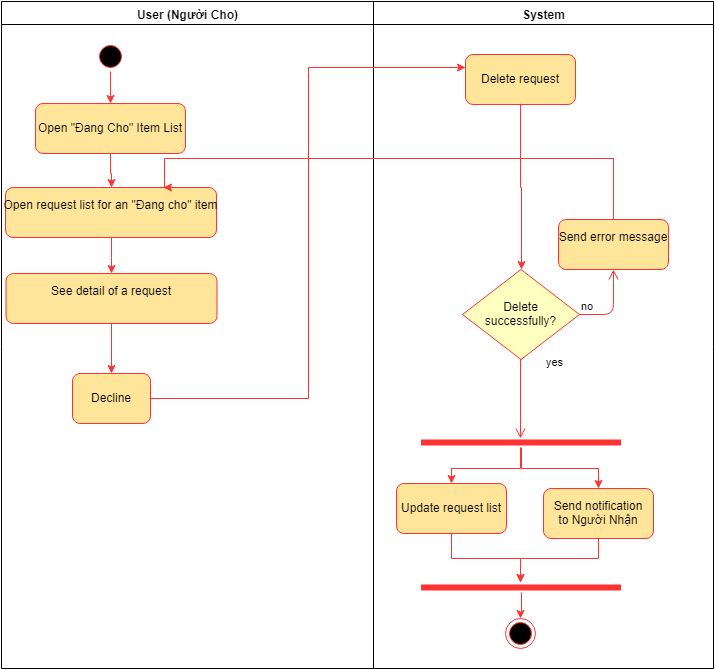 User (Người Cho)
System
Open "Đang Cho" Item List
Open request list for an "Đang cho" item
See detail of a request
Decline
Delete request
Send error message
Delete
successfully?
no
yes
Update request list
Send notification
to Người Nhận